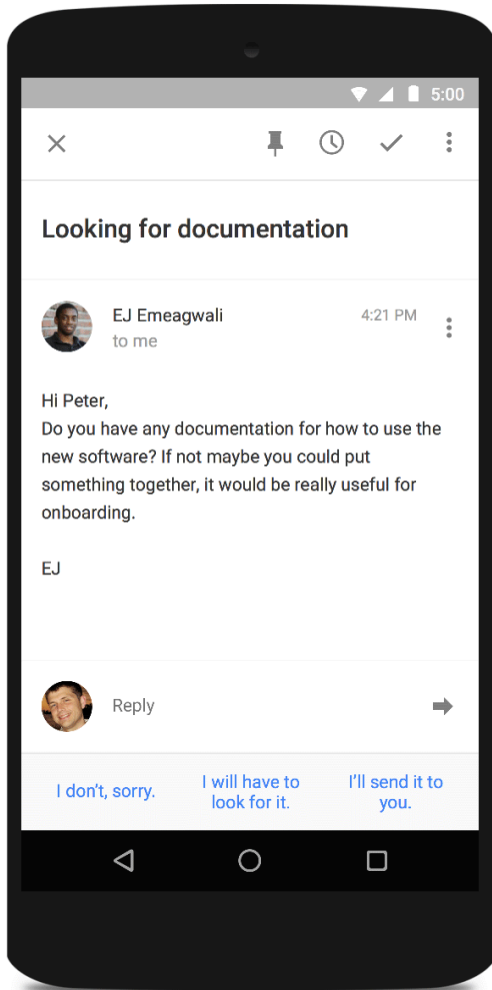 5:00
Looking for documentation
EJ Emeagwali
4:21 PM
to me
Hi Peter,
Do you have any documentation for how to use the
new software? If not maybe you could put
something together, it would be really useful for
onboarding.
EJ
Reply
I don't, sorry.
I will have to
look for it.
I'll send it to
you.